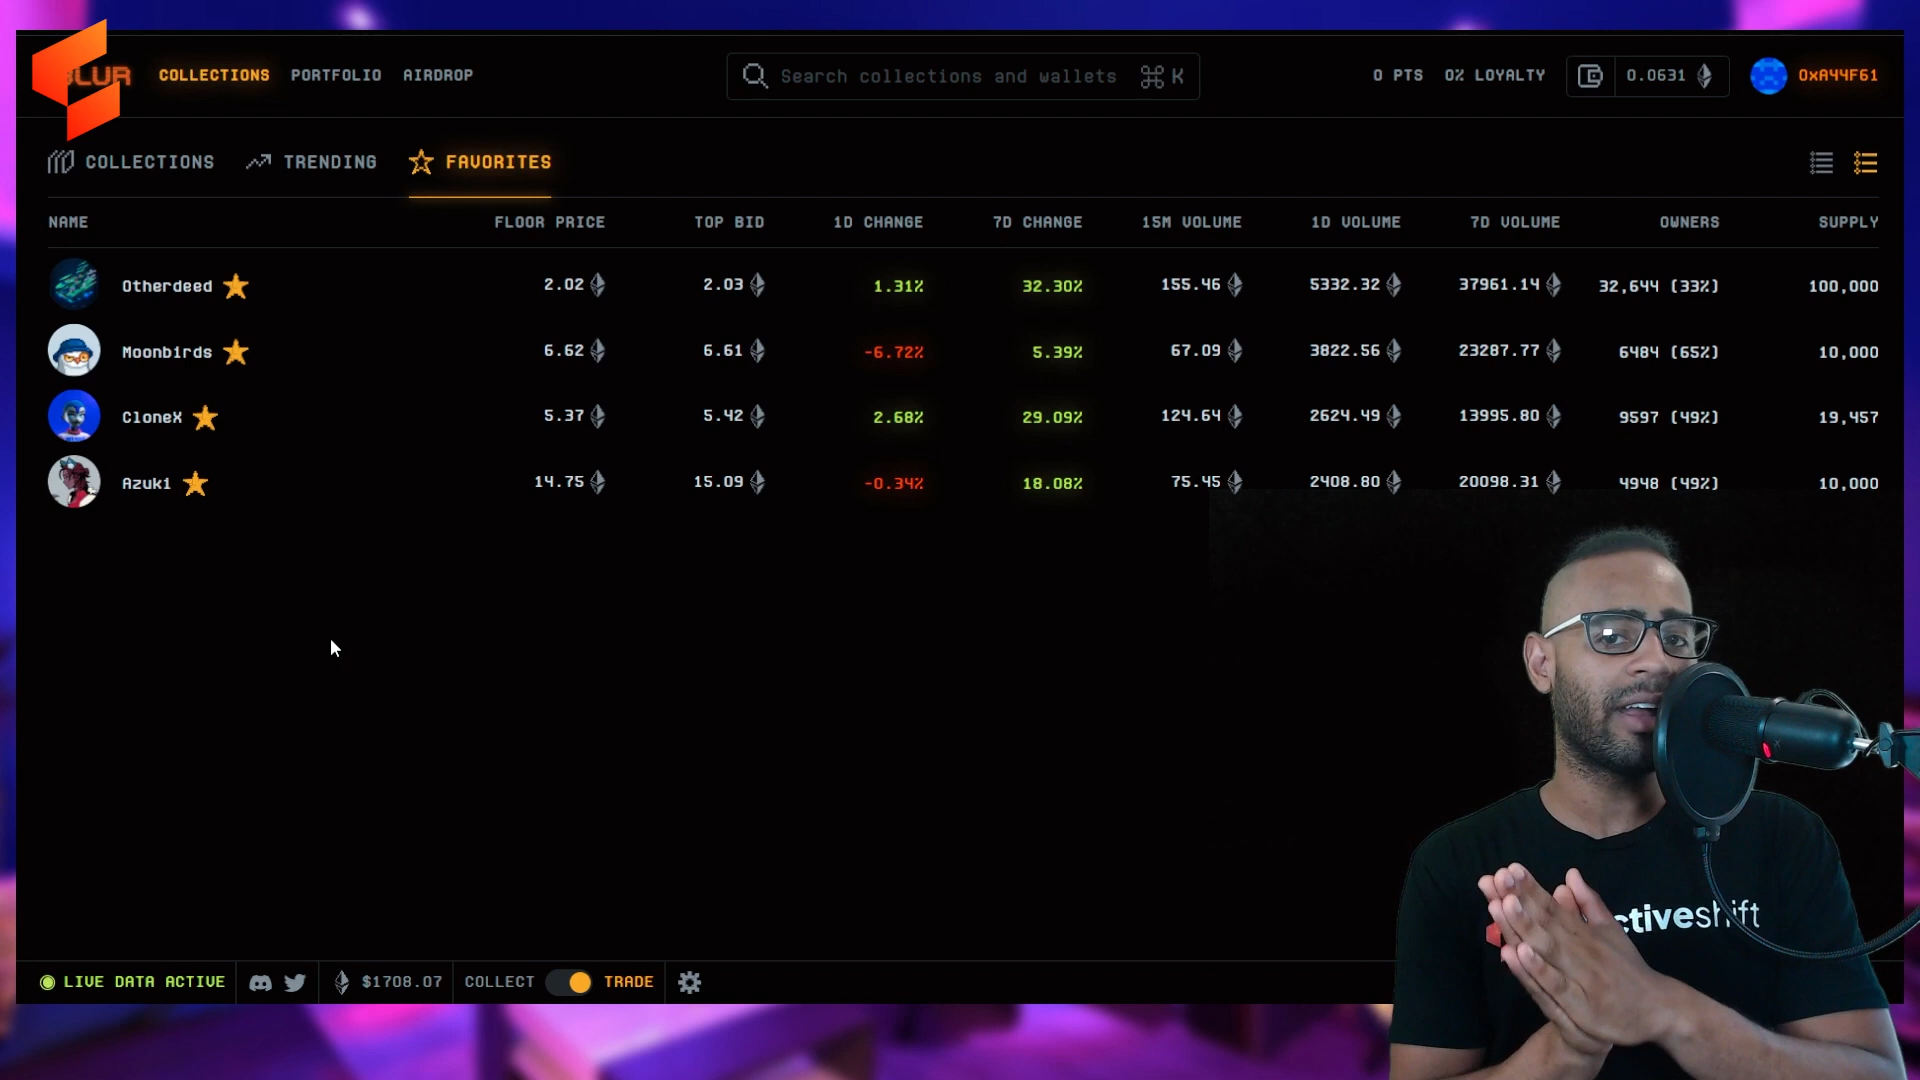 BLUR COLLECTIONS PORTFOLIO AIRDROP Search collections and wallets ⌘ K 0 PTS 0% LOYALTY 0.0631 0xA44F61
COLLECTIONS TRENDING FAVORITES
NAME FLOOR PRICE TOP BID 1D CHANGE 7D CHANGE 15M VOLUME 1D VOLUME 7D VOLUME OWNERS SUPPLY
Otherdeed 2.02 2.03 1.31% 32.30% 155.46 5332.32 37961.14 32,644 (33%) 100,000
Moonbirds 6.62 6.61 -6.72% 5.39% 67.09 3822.56 23287.77 6484 (65%) 10,000
CloneX 5.37 5.42 2.68% 29.09% 124.64 2624.49 13995.80 9597 (49%) 19,457
Azuki 14.75 15.09 -0.34% 18.08% 75.45 2408.80 20098.31 4948 (49%) 10,000
ctiveshift
LIVE DATA ACTIVE $1708.07 COLLECT TRADE